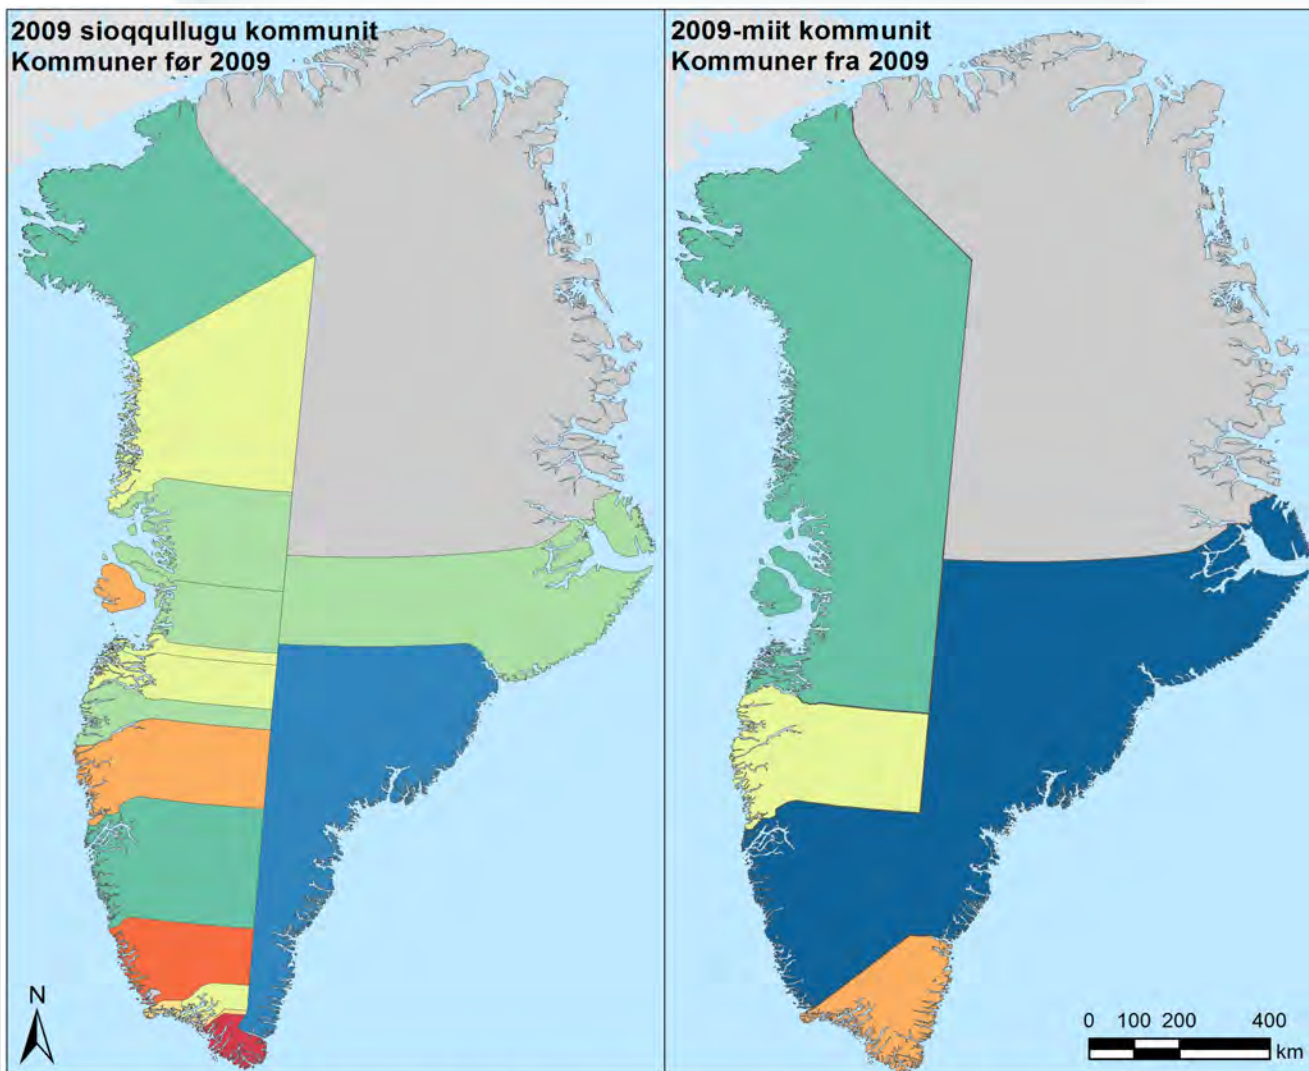 2009 sioqqullugu kommunit
Kommuner før 2009
2009-miit kommunit
Kommuner fra 2009
N
0 100 200 400
km